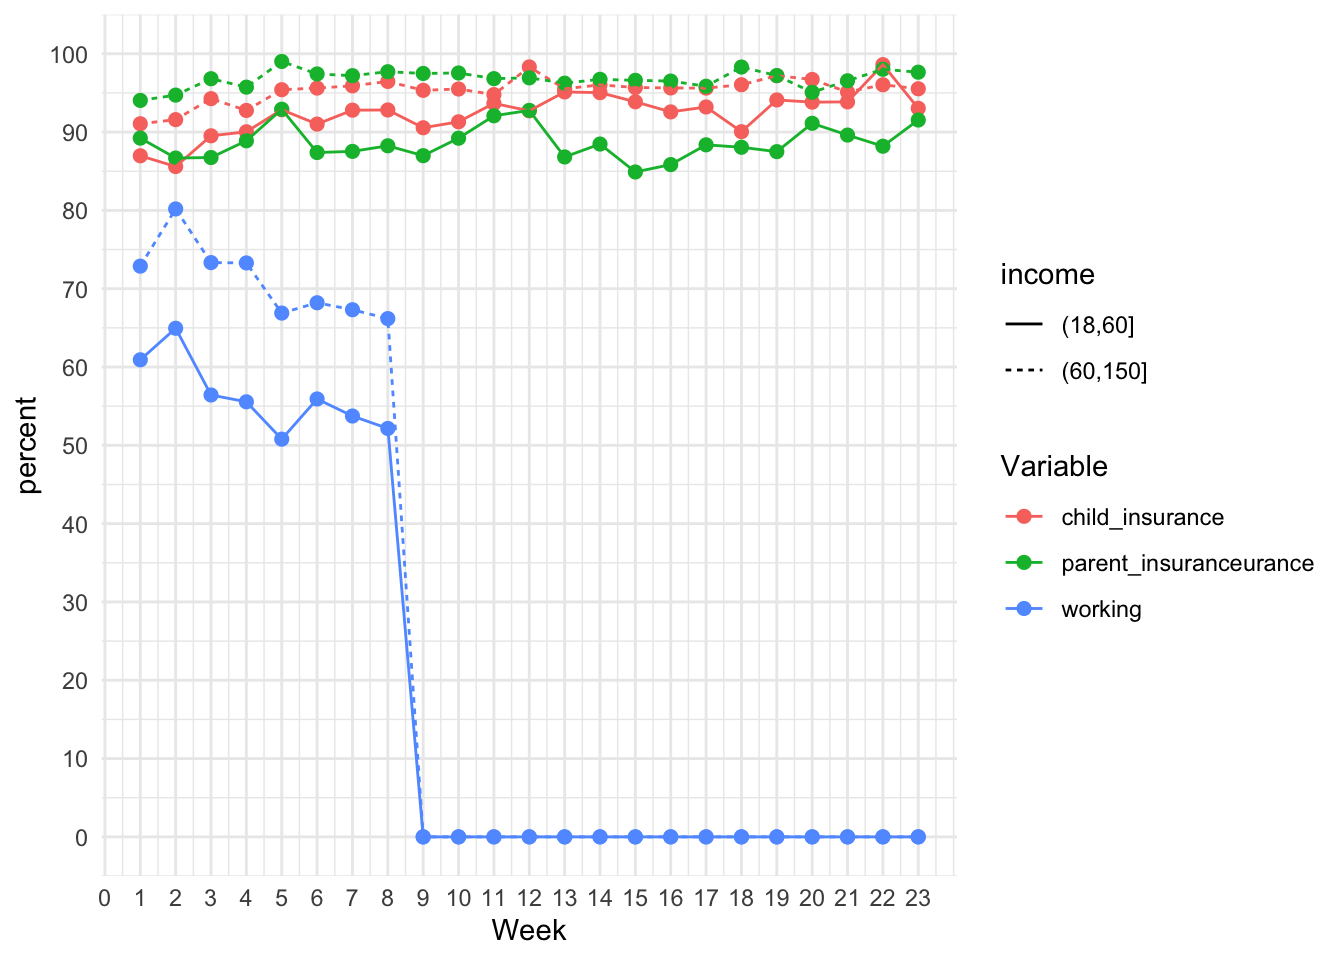 100
90
80
70
60
50
40
30
20
10
0
percent
0 1 2 3 4 5 6 7 8 9 10 11 12 13 14 15 16 17 18 19 20 21 22 23
Week
income
(18,60]
(60,150]
Variable
child_insurance
parent_insuranceurance
working